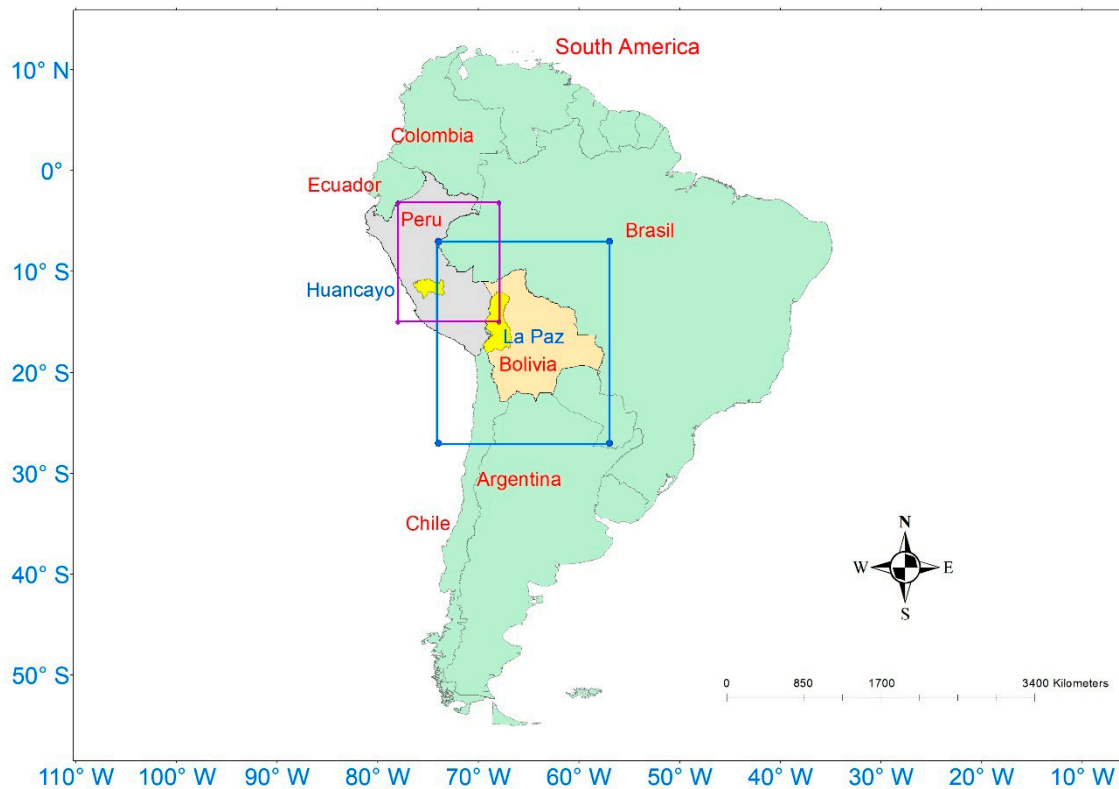 South America
10° N
Colombia
0°
Ecuador
Peru
Brasil
10° S
Huancayo
La Paz
Bolivia
20° S
30° S
Argentina
Chile
N
40° S
W
E
S
50° S
0 850 1700 3400 Kilometers
110° W 100° W 90° W 80° W 70° W 60° W 50° W 40° W 30° W 20° W 10° W